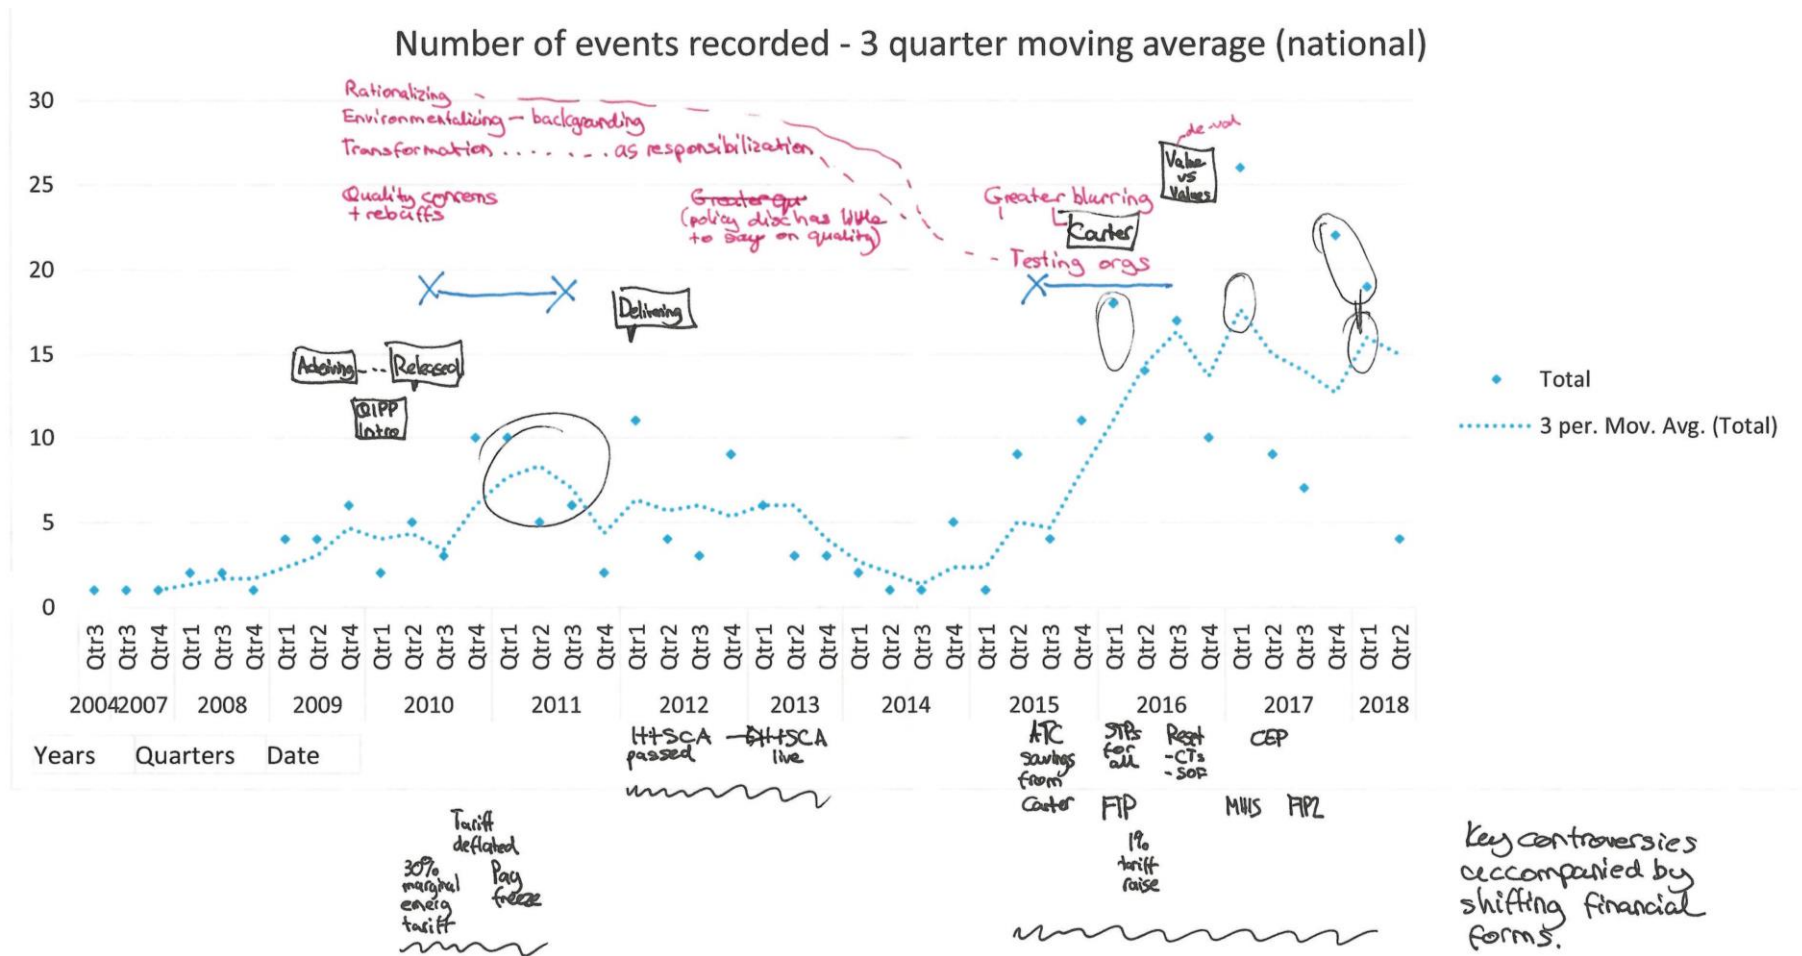 Number of events recorded - 3 quarter moving average (national)
30
25
20
15
10
5
0
Rationalizing
Environmentalizing – backgrounding
Transformation . . . . . . . as responsibilization
Quality concerns
+ rebuffs
(policy disc has little
to say on quality)
Greater blurring
Testing orgs
de-val
Value
vs
Values
Carter
Delivering
Released
QIPP
Intro
Total
3 per. Mov. Avg. (Total)
Qtr3 Qtr3 Qtr4 Qtr1 Qtr3 Qtr4 Qtr1 Qtr2 Qtr4 Qtr1 Qtr2 Qtr3 Qtr4 Qtr1 Qtr2 Qtr3 Qtr4 Qtr1 Qtr2 Qtr3 Qtr4 Qtr1 Qtr2 Qtr4 Qtr1 Qtr2 Qtr3 Qtr4 Qtr1 Qtr2 Qtr3 Qtr4 Qtr1 Qtr2 Qtr3 Qtr4 Qtr1 Qtr2 Qtr3 Qtr4 Qtr1 Qtr2
2004 2007 2008 2009 2010 2011 2012 2013 2014 2015 2016 2017 2018
Years Quarters Date
HSCA
passed
HSCA
live
ATC
savings
from
Carter
STPs
for
all
FTP
1%
tariff
raise
Reset
- CTs
- SOF
CEP
MHS
Tariff
deflated
30%
marginal
emerg
tariff
Pay
freeze
Key controversies
accompanied by
shifting financial
forms.